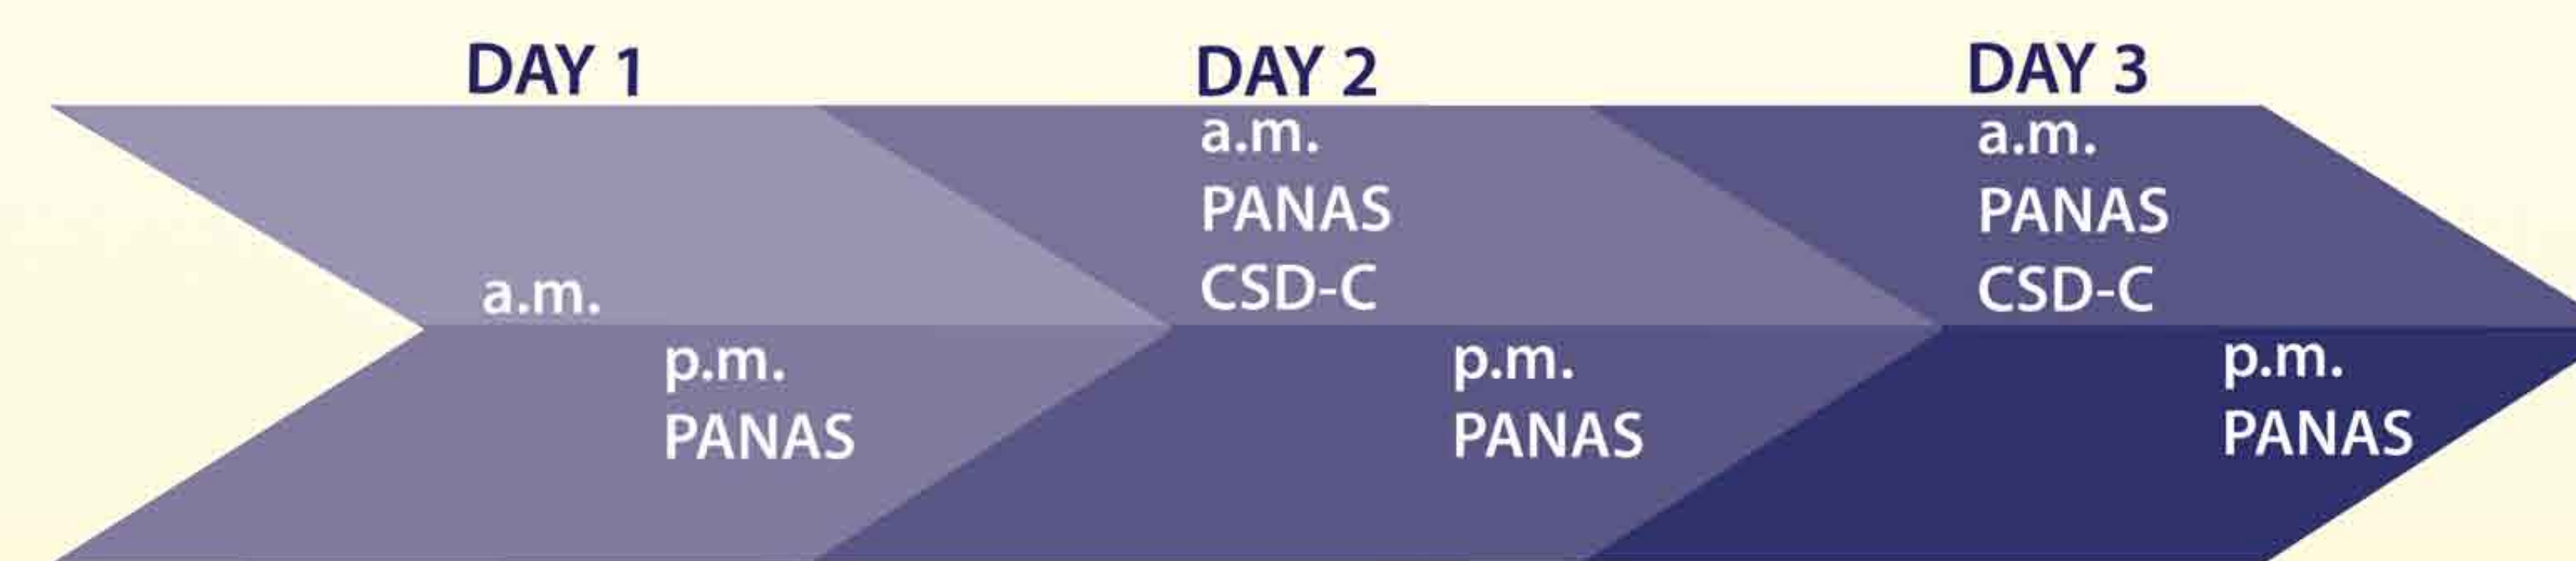 DAY 1
a.m.
p.m.
PANAS
DAY 2
a.m.
PANAS
CSD-C
p.m.
PANAS
DAY 3
a.m.
PANAS
CSD-C
p.m.
PANAS